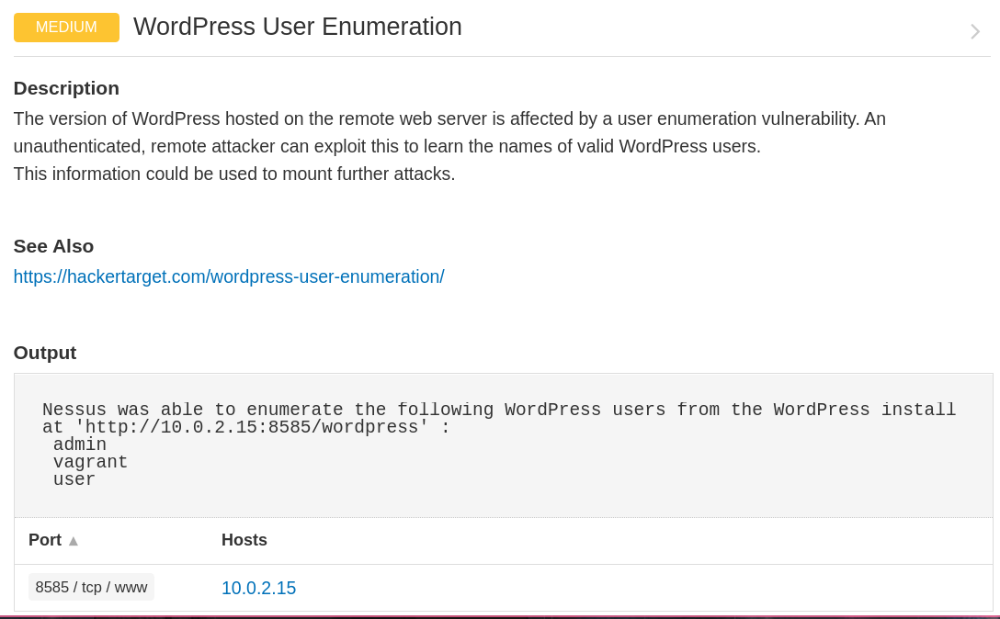 MEDIUM WordPress User Enumeration
Description
The version of WordPress hosted on the remote web server is affected by a user enumeration vulnerability. An
unauthenticated, remote attacker can exploit this to learn the names of valid WordPress users.
This information could be used to mount further attacks.
See Also
https://hackertarget.com/wordpress-user-enumeration/
Output
Nessus was able to enumerate the following WordPress users from the WordPress install
at 'http://10.0.2.15:8585/wordpress' :
admin
vagrant
user
Port ▲ Hosts
8585 / tcp / www 10.0.2.15